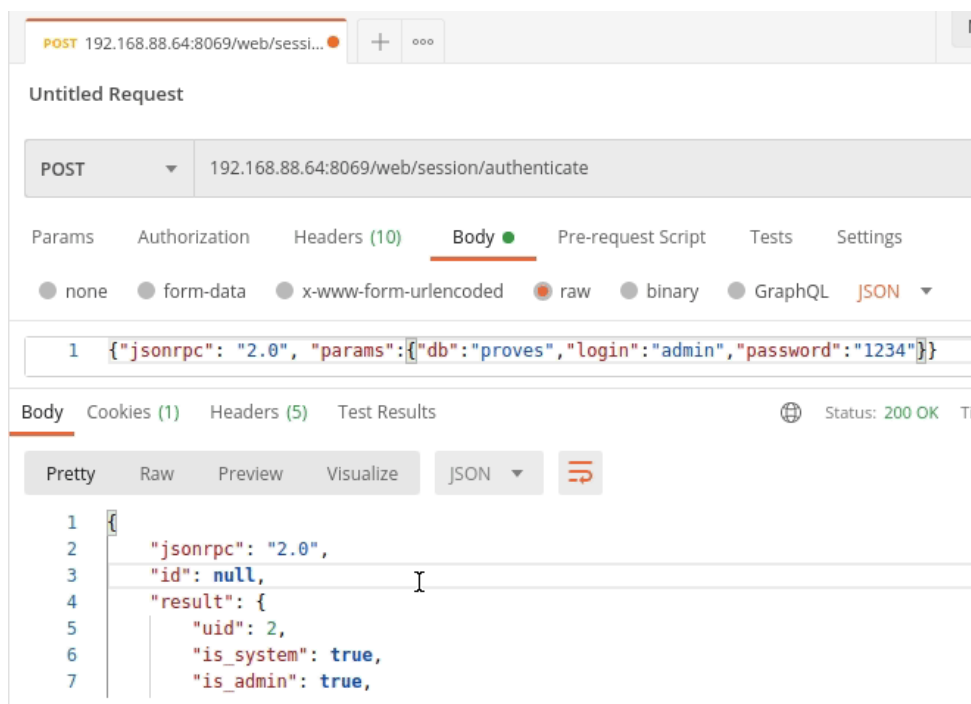 POST 192.168.88.64:8069/web/sessi...
Untitled Request
POST 192.168.88.64:8069/web/session/authenticate
Params Authorization Headers (10) Body Pre-request Script Tests Settings
none form-data x-www-form-urlencoded raw binary GraphQL JSON
1 {"jsonrpc": "2.0", "params":{"db":"proves","login":"admin","password":"1234"}}
Body Cookies (1) Headers (5) Test Results Status: 200 OK
Pretty Raw Preview Visualize JSON
1 {
2 "jsonrpc": "2.0",
3 "id": null,
4 "result": {
5 "uid": 2,
6 "is_system": true,
7 "is_admin": true,